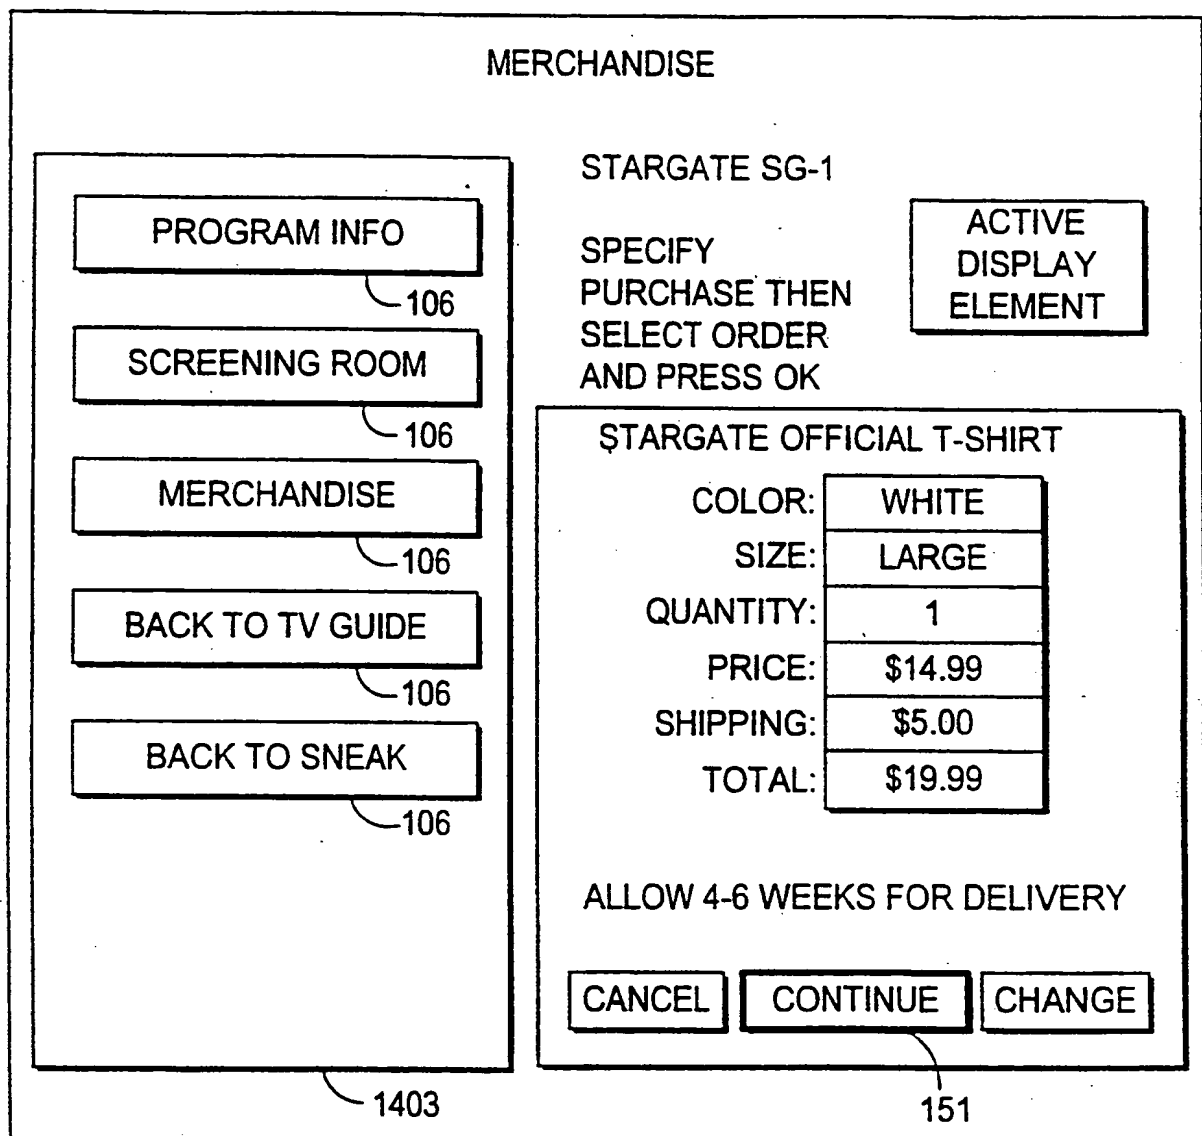 MERCHANDISE
PROGRAM INFO
106
SCREENING ROOM
106
MERCHANDISE
106
BACK TO TV GUIDE
106
BACK TO SNEAK
106
1403
STARGATE SG-1
SPECIFY
PURCHASE THEN
SELECT ORDER
AND PRESS OK
ACTIVE
DISPLAY
ELEMENT
STARGATE OFFICIAL T-SHIRT
COLOR: WHITE
SIZE: LARGE
QUANTITY: 1
PRICE: $14.99
SHIPPING: $5.00
TOTAL: $19.99
ALLOW 4-6 WEEKS FOR DELIVERY
CANCEL CONTINUE CHANGE
151